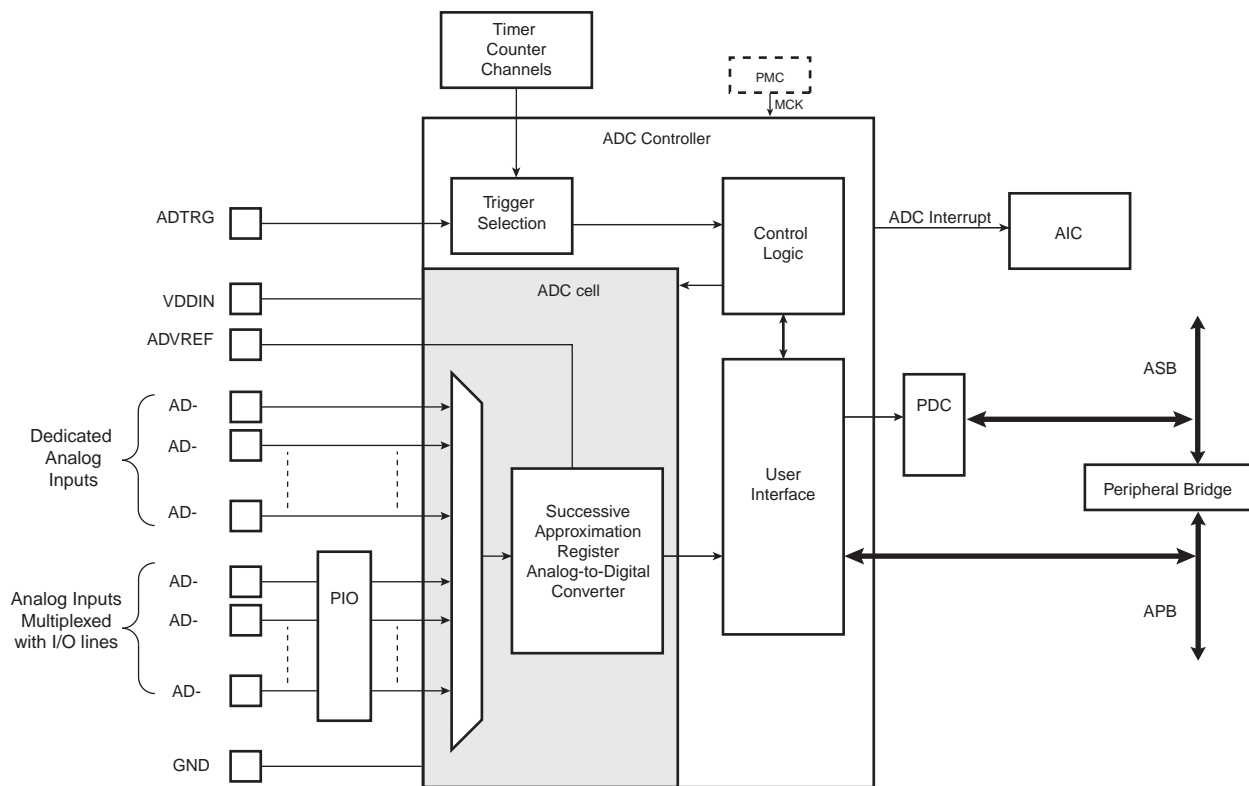 Timer
Counter
Channels
PMC
MCK
ADC Controller
ADTRG
Trigger
Selection
Control
Logic
ADC Interrupt
AIC
VDDIN
ADC cell
ADVREF
ASB
AD-
PDC
Dedicated
Analog
Inputs
AD-
User
Interface
Peripheral Bridge
AD-
Successive
Approximation
Register
Analog-to-Digital
Converter
AD-
PIO
Analog Inputs
Multiplexed
with I/O lines
AD-
APB
AD-
GND